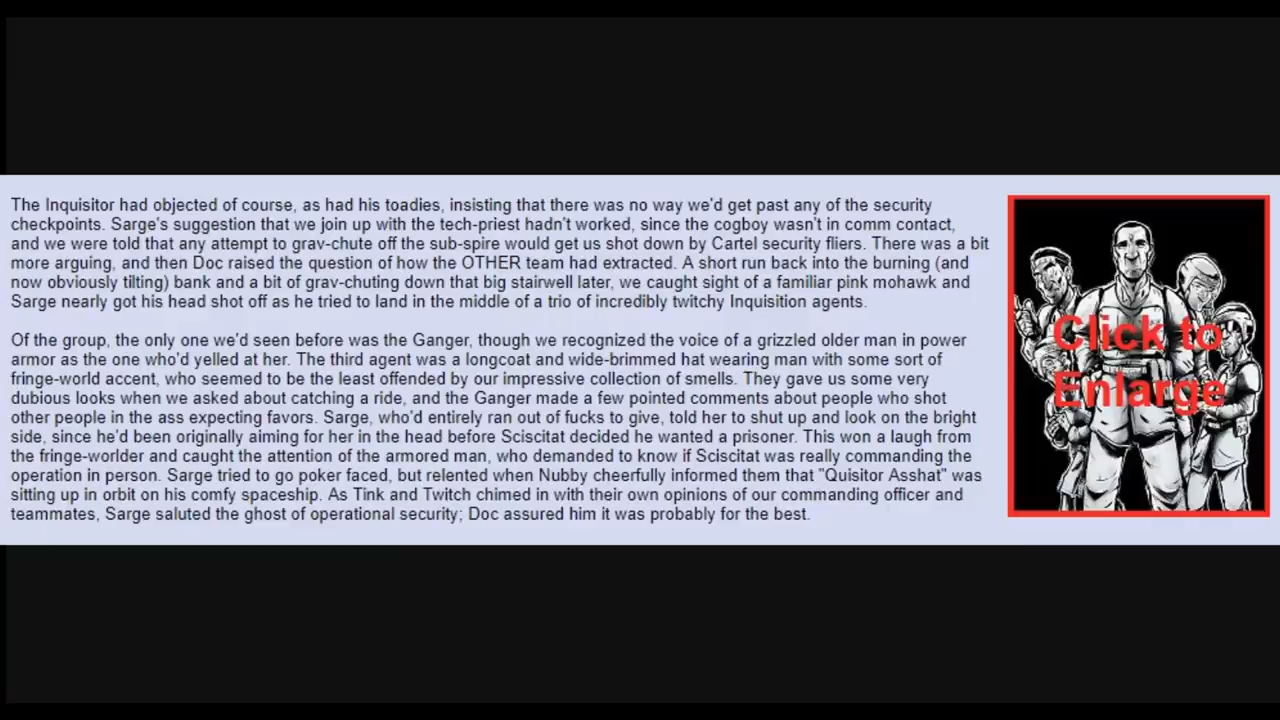 The Inquisitor had objected of course, as had his toadies, insisting that there was no way we'd get past any of the security
checkpoints. Sarge's suggestion that we join up with the tech-priest hadn't worked, since the cogboy wasn't in comm contact,
and we were told that any attempt to grav-chute off the sub-spire would get us shot down by Cartel security fliers. There was a bit
more arguing, and then Doc raised the question of how the OTHER team had extracted. A short run back into the burning (and
now obviously tilting) bank and a bit of grav-chuting down that big stairwell later, we caught sight of a familiar pink mohawk and
Sarge nearly got his head shot off as he tried to land in the middle of a trio of incredibly twitchy Inquisition agents.
Of the group, the only one we'd seen before was the Ganger, though we recognized the voice of a grizzled older man in power
armor as the one who'd yelled at her. The third agent was a longcoat and wide-brimmed hat wearing man with some sort of
fringe-world accent, who seemed to be the least offended by our impressive collection of smells. They gave us some very
dubious looks when we asked about catching a ride, and the Ganger made a few pointed comments about people who shot
other people in the ass expecting favors. Sarge, who'd entirely ran out of fucks to give, told her to shut up and look on the bright
side, since he'd been originally aiming for her in the head before Sciscitat decided he wanted a prisoner. This won a laugh from
the fringe-worlder and caught the attention of the armored man, who demanded to know if Sciscitat was really commanding the
operation in person. Sarge tried to go poker faced, but relented when Nubby cheerfully informed them that "Quisitor Asshat" was
sitting up in orbit on his comfy spaceship. As Tink and Twitch chimed in with their own opinions of our commanding officer and
teammates, Sarge saluted the ghost of operational security; Doc assured him it was probably for the best.
Click to
Enlarge